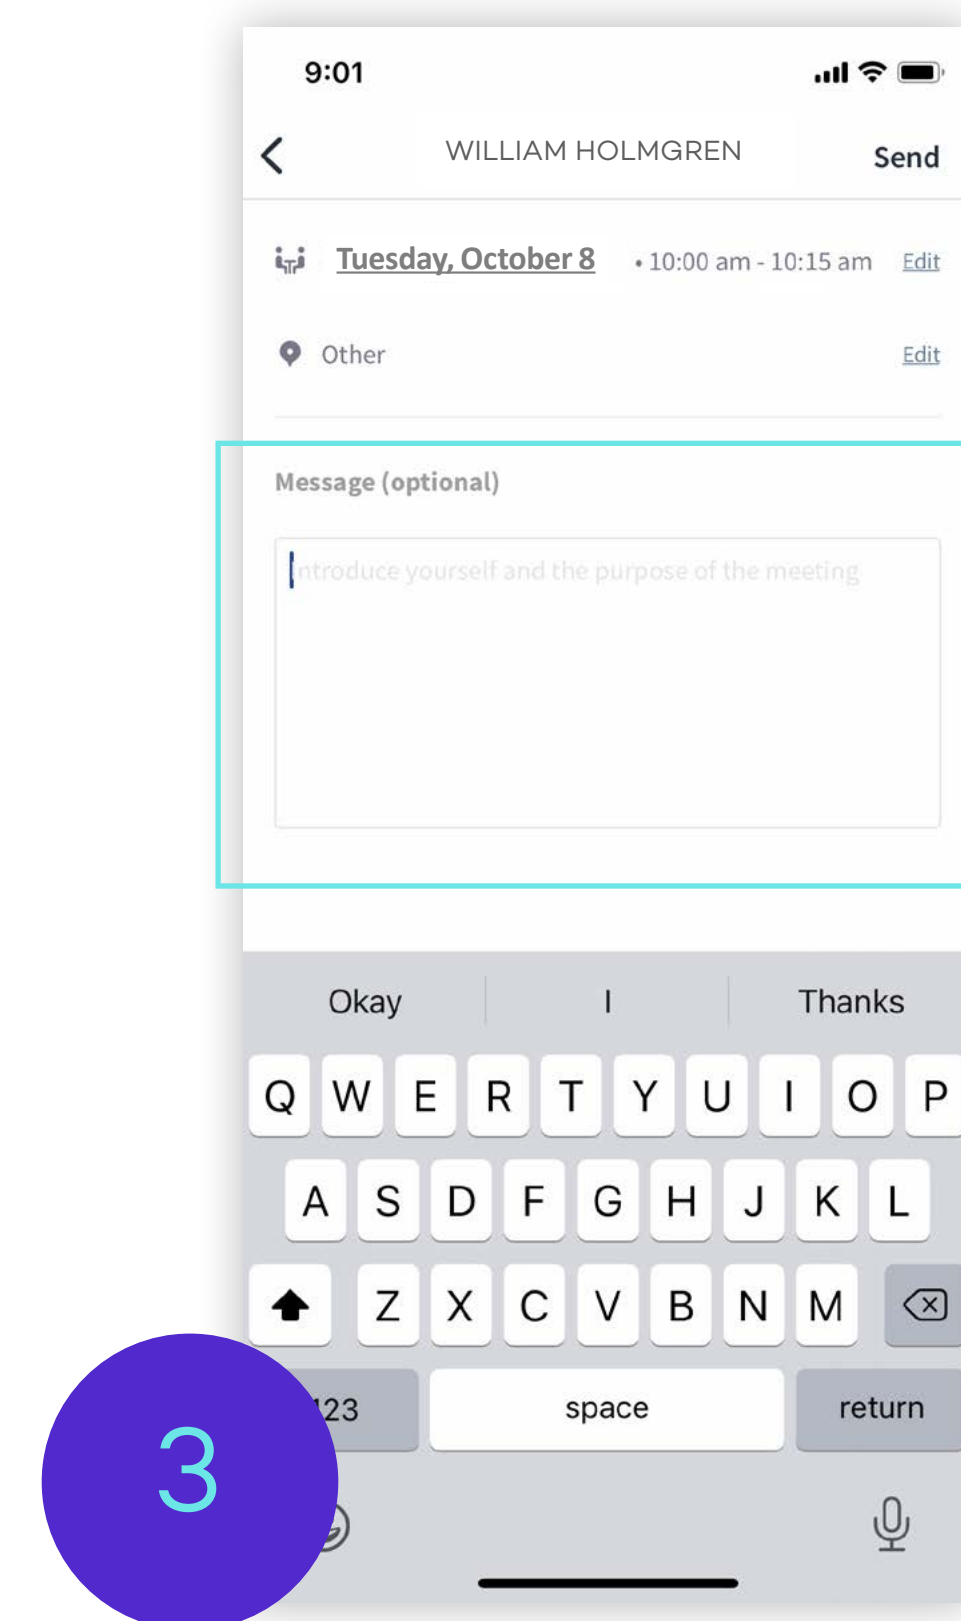 9:01
WILLIAM HOLMGREN
Send
Tuesday, October 8 • 10:00 am - 10:15 am Edit
Other Edit
Message (optional)
Introduce yourself and the purpose of the meeting
Okay I Thanks
Q W E R T Y U I O P
A S D F G H J K L
Z X C V B N M
123 space return
3